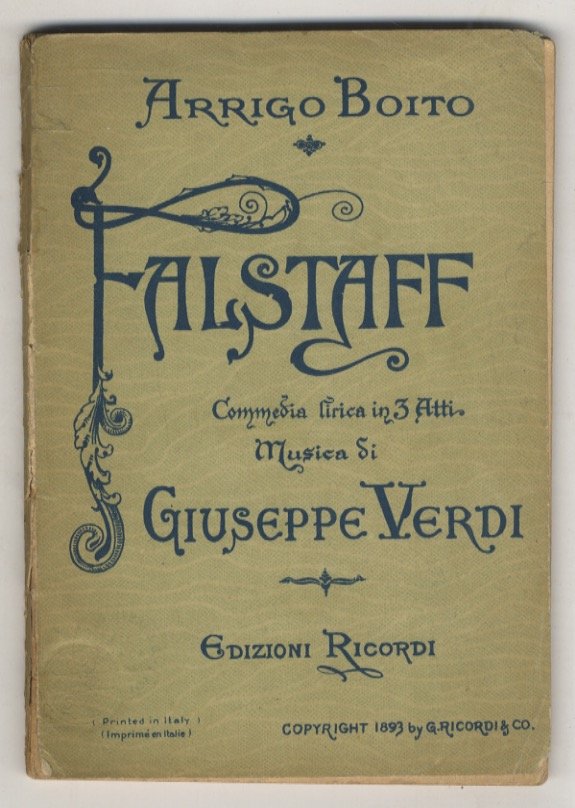 ARRIGO BOITO
FALSTAFF
Commedia lirica in 3 Atti.
Musica di
GIUSEPPE VERDI
EDIZIONI RICORDI
( Printed in Italy )
(Imprimé en Italie)
COPYRIGHT 1893 by G. RICORDI & CO.